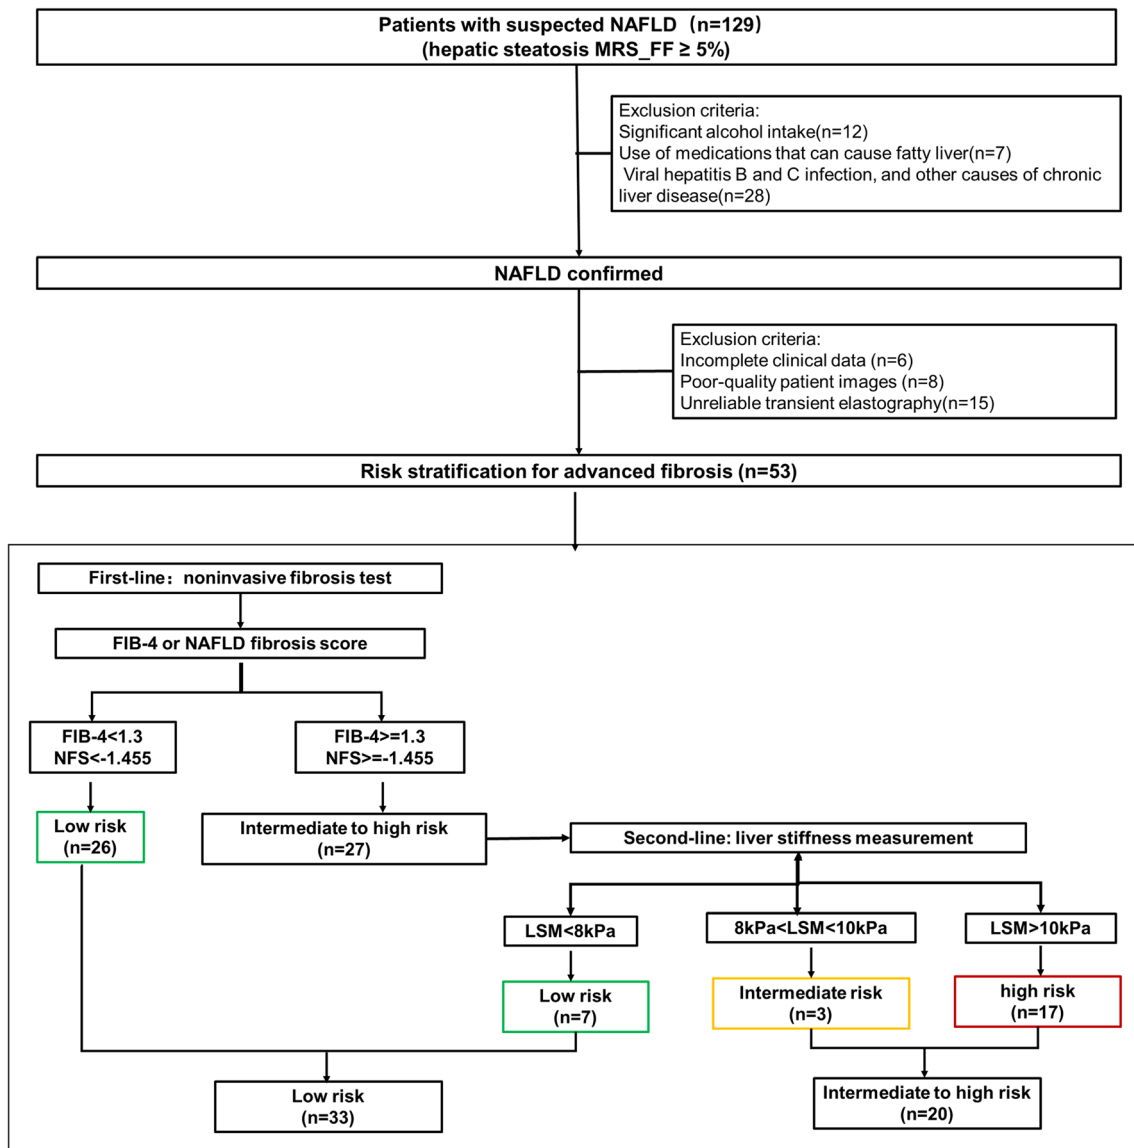 Patients with suspected NAFLD（n=129)
(hepatic steatosis MRS_FF ≥ 5%)
Exclusion criteria:
Significant alcohol intake(n=12)
Use of medications that can cause fatty liver(n=7)
Viral hepatitis B and C infection, and other causes of chronic
liver disease(n=28)
NAFLD confirmed
Exclusion criteria:
Incomplete clinical data (n=6)
Poor-quality patient images (n=8)
Unreliable transient elastography(n=15)
Risk stratification for advanced fibrosis (n=53)
First-line：noninvasive fibrosis test
FIB-4 or NAFLD fibrosis score
FIB-4<1.3
NFS<-1.455
FIB-4>=1.3
NFS>=-1.455
Low risk
(n=26)
Intermediate to high risk
(n=27)
Second-line: liver stiffness measurement
LSM<8kPa
8kPa<LSM<10kPa
LSM>10kPa
Low risk
(n=7)
Intermediate risk
(n=3)
high risk
(n=17)
Low risk
(n=33)
Intermediate to high risk
(n=20)